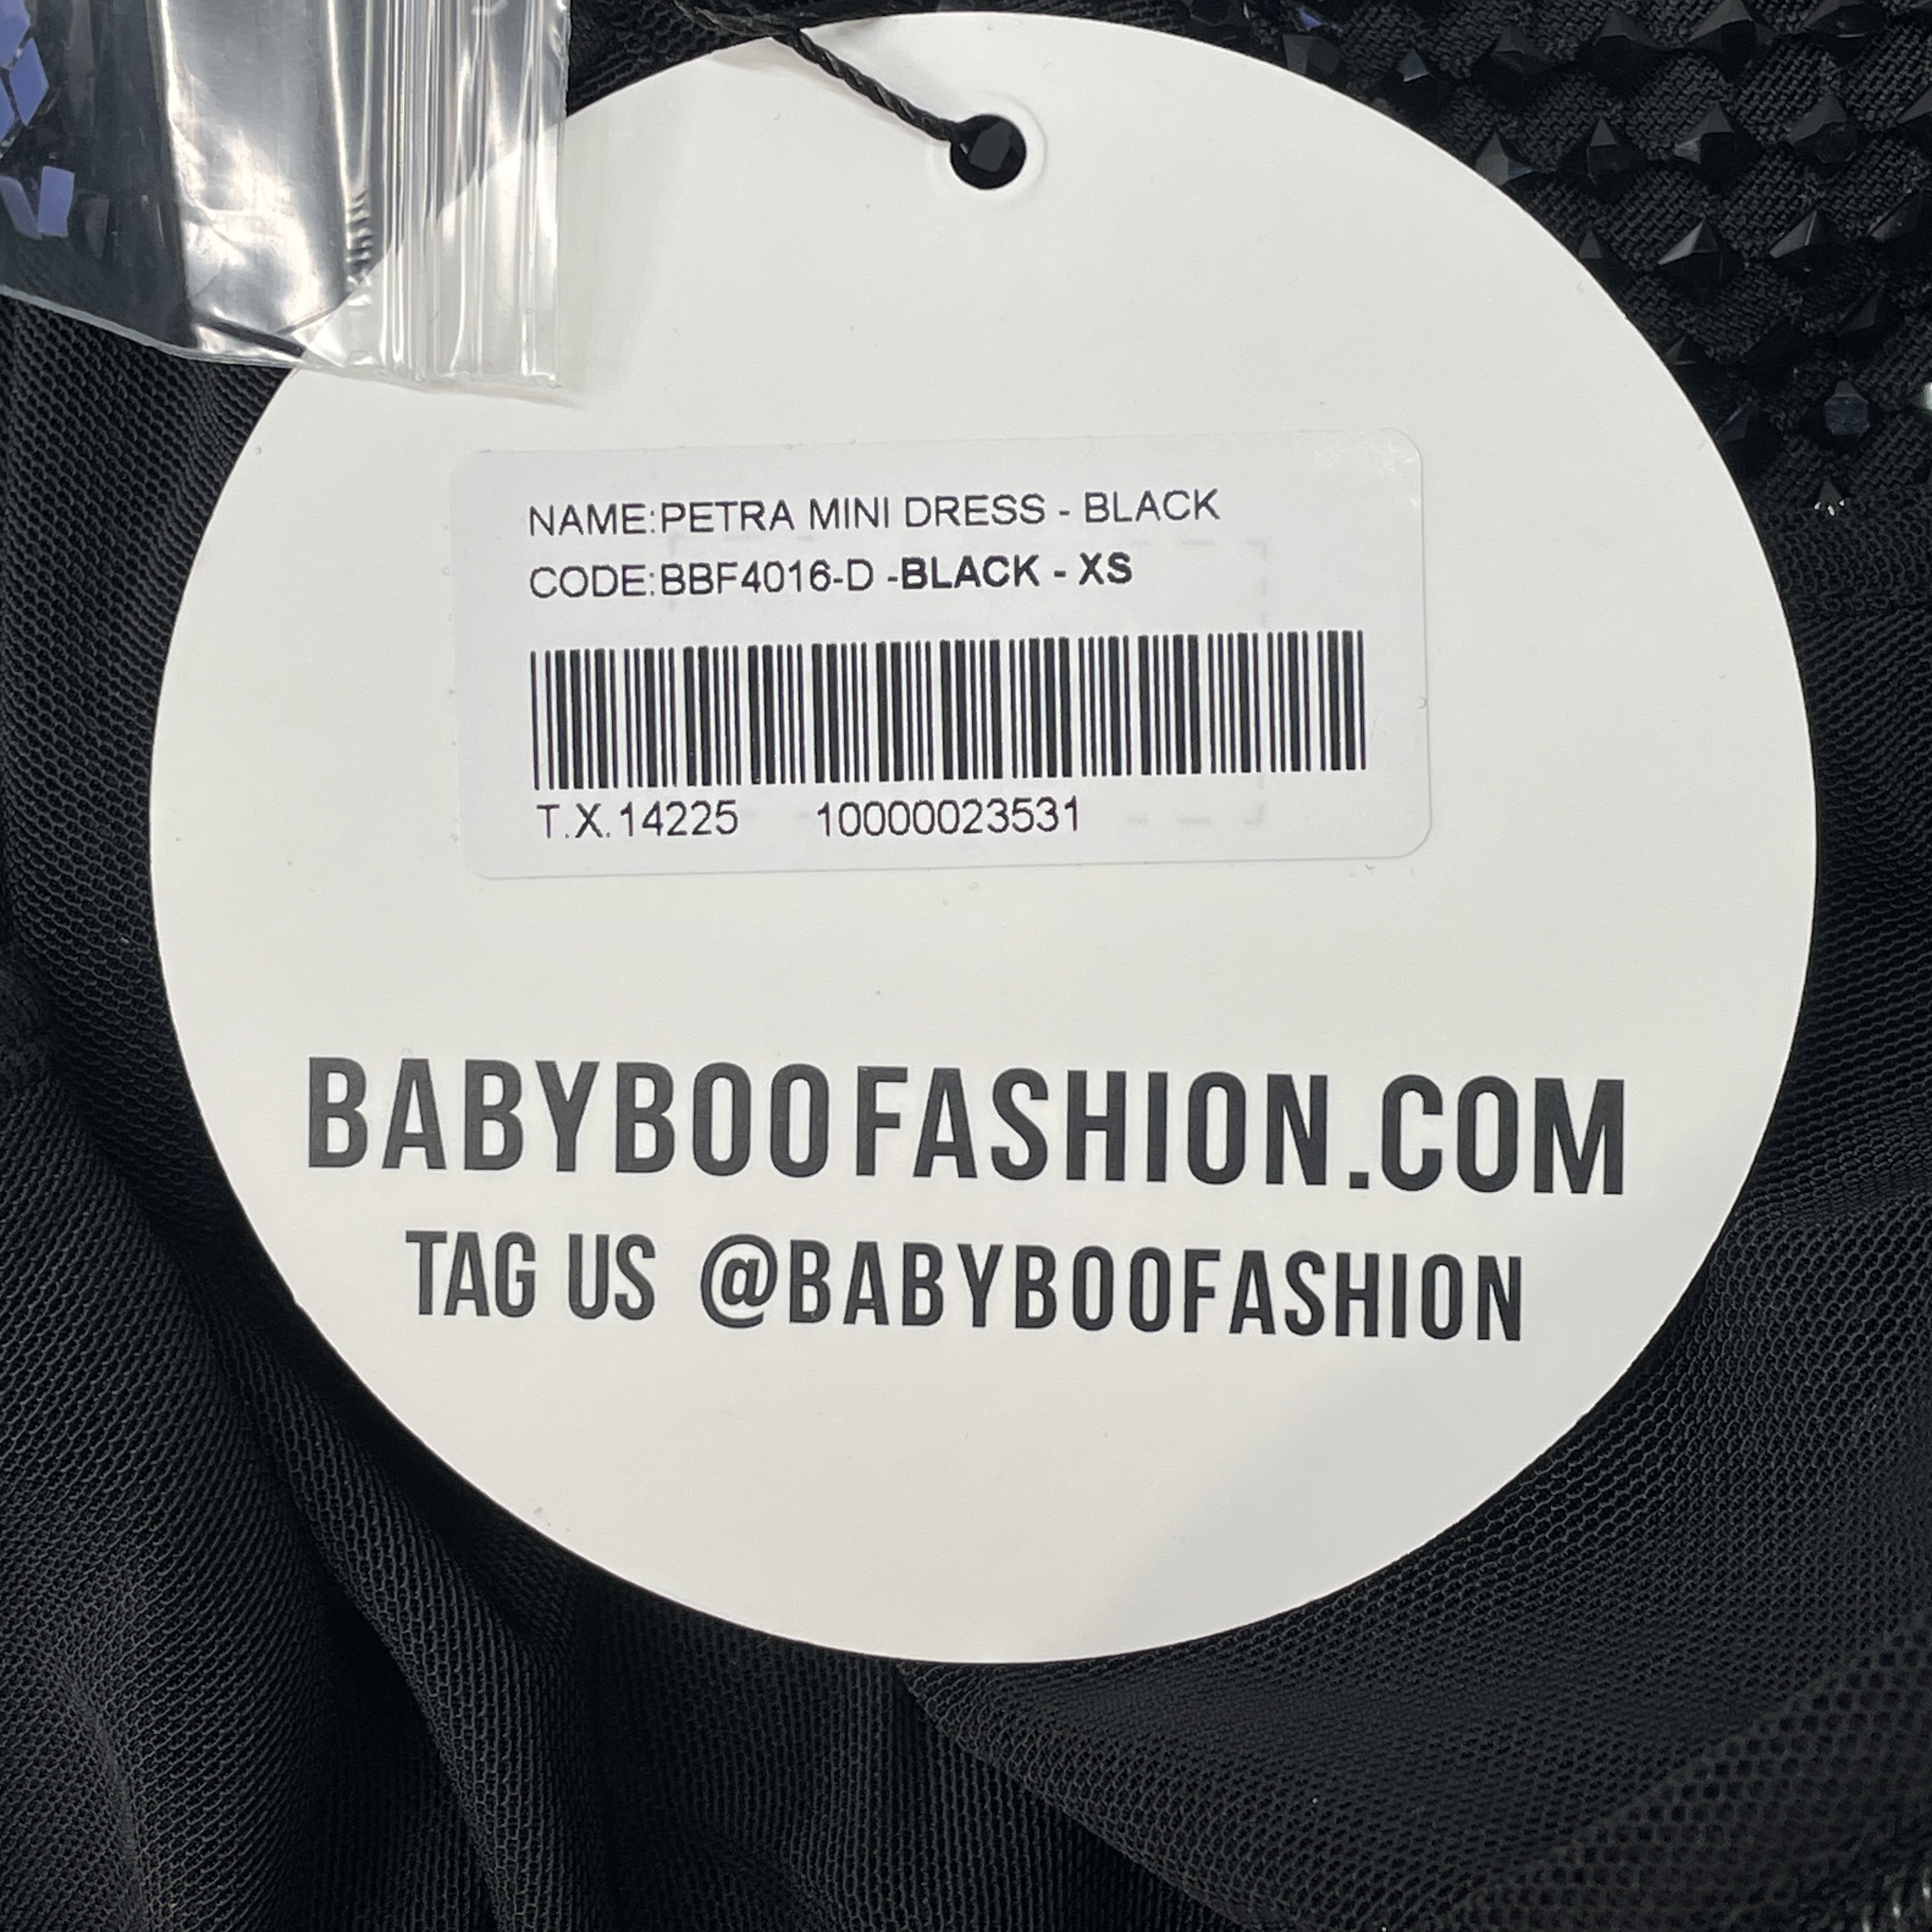 NAME:PETRA MINI DRESS - BLACK
CODE:BBF4016-D -BLACK - XS
T.X.14225 10000023531
BABYBOOFASHION.COM
TAG US @BABYBOOFASHION